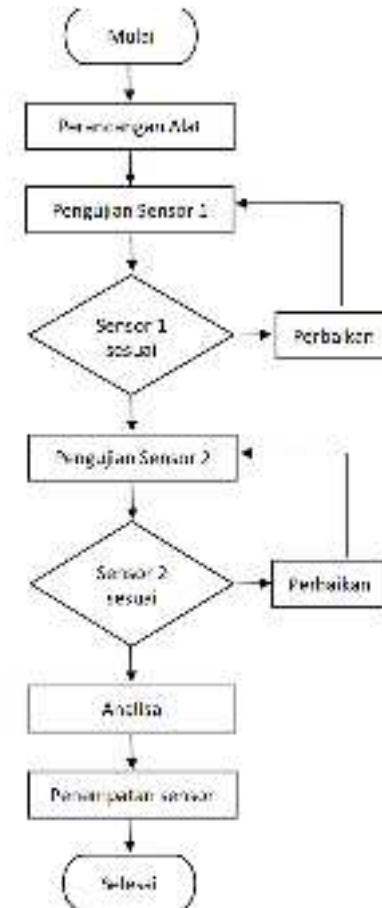 Mulai
Perancangan Alat
Pengujian Sensor 1
Sensor 1
sesuai
Perbaikan
Pengujian Sensor 2
Sensor 2
sesuai
Perbaikan
Analisa
Penempatan sensor
Selesai